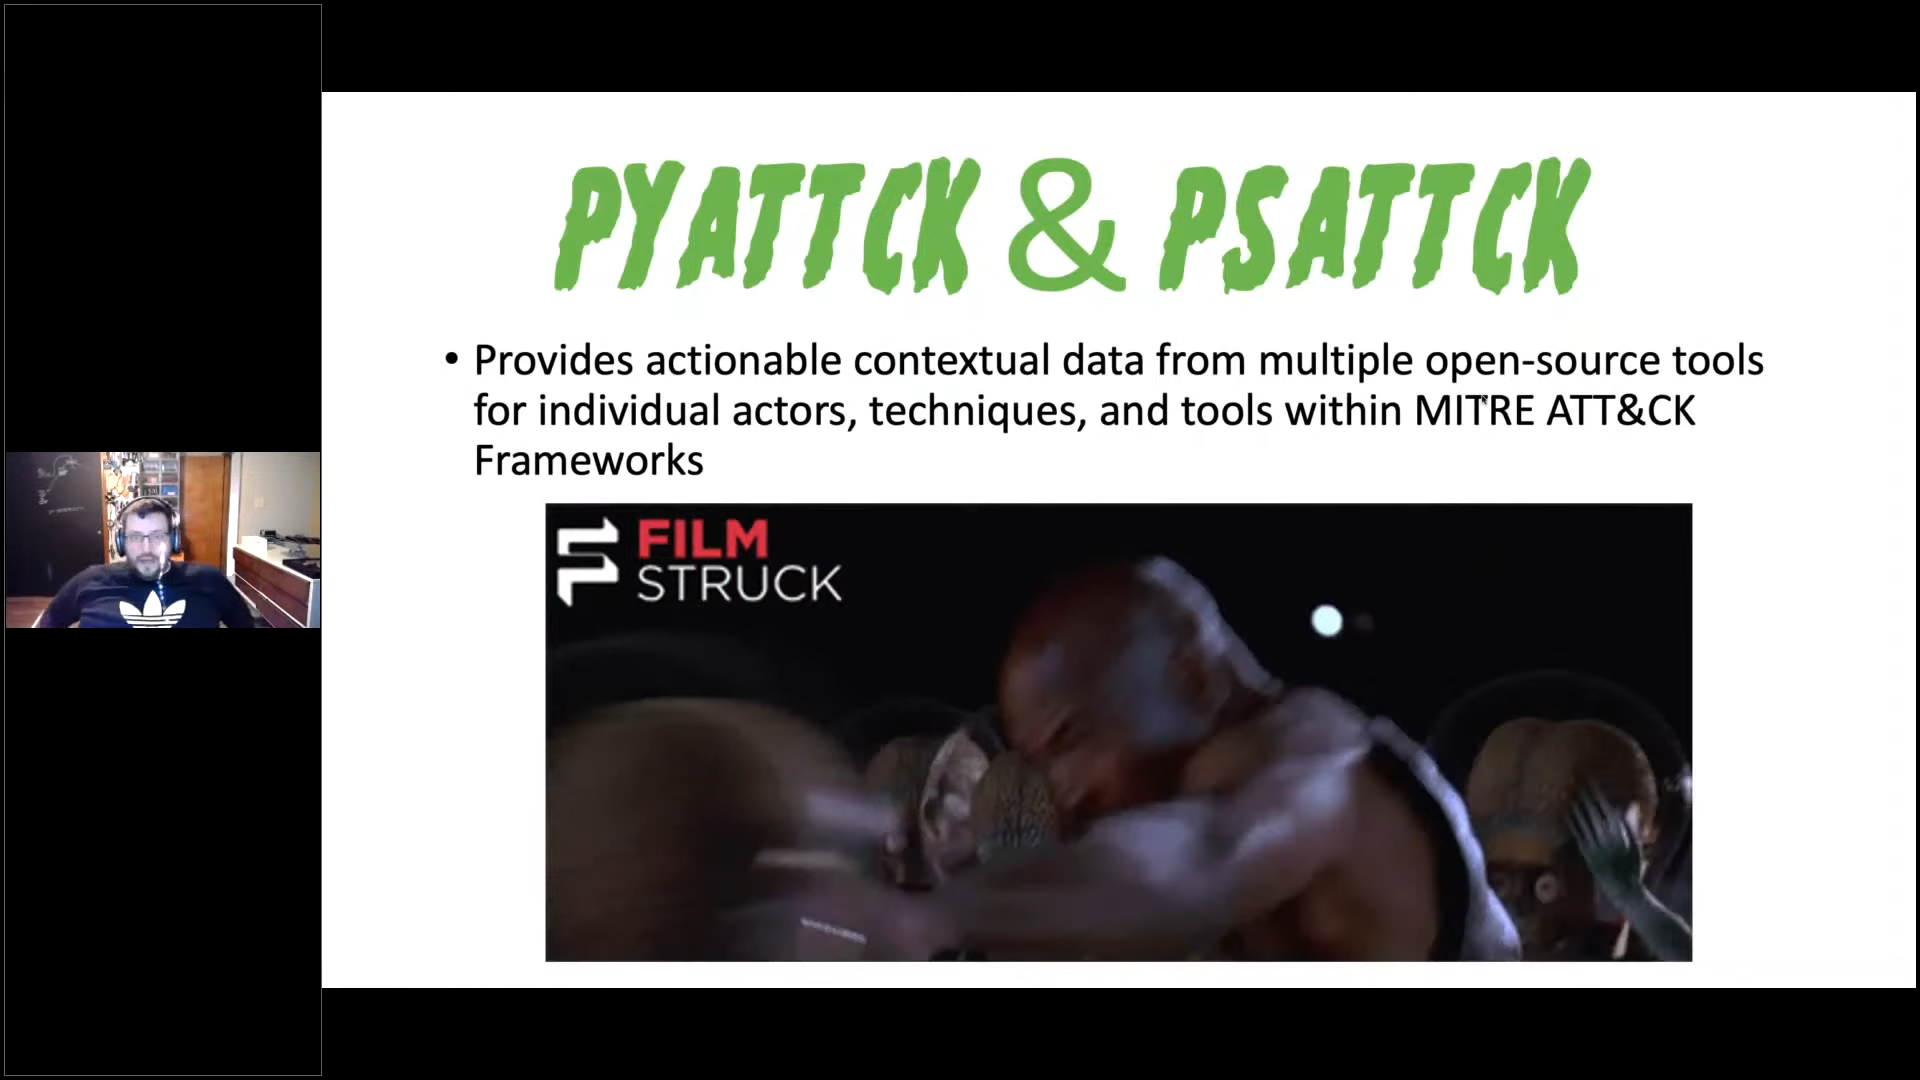 PYATTCK & PSATTCK
• Provides actionable contextual data from multiple open-source tools
for individual actors, techniques, and tools within MITRE ATT&CK
Frameworks
FILM
STRUCK